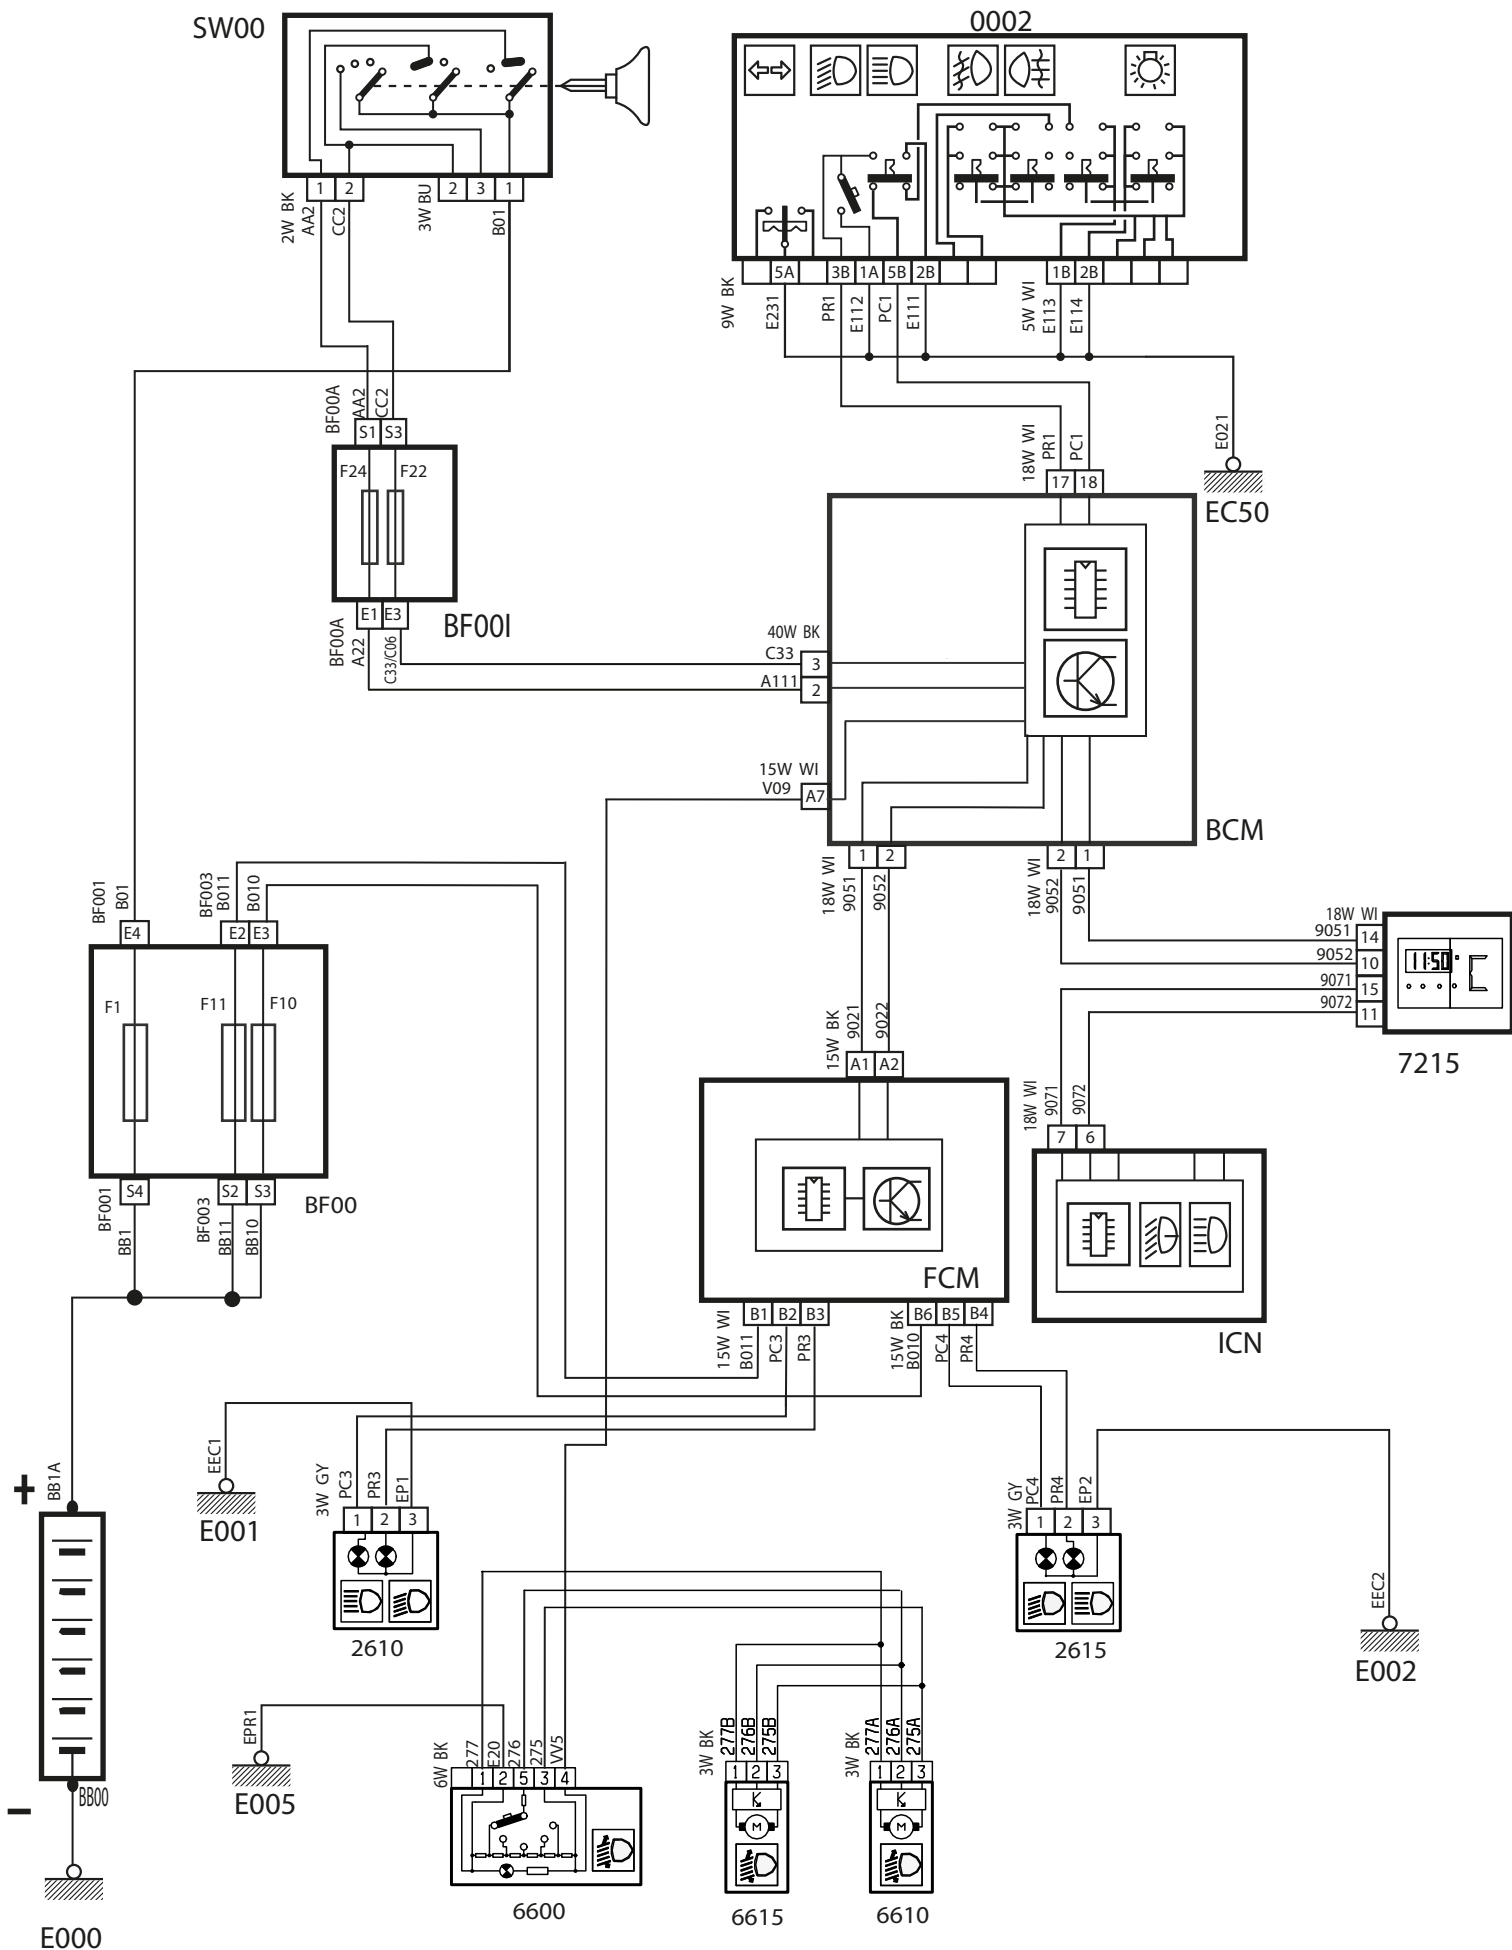 SW00
0002
1
2
2
3
1
2W BK
AA2
CC2
3W BU
B01
5A
3B
1A
5B
2B
1B
2B
9W BK
E231
PR1
E112
PC1
E111
5W WI
E113
E114
BF00A
AA2
CC2
S1
S3
F24
F22
E1
E3
BF00I
BF00A
A22
C33/C06
18W WI
PR1
PC1
17
18
E021
EC50
40W BK
C33
3
A111
2
15W WI
V09
A7
BCM
1
2
2
1
18W WI
9051
9052
18W WI
9052
9051
BF001
B01
BF003
B011
B010
E4
E2
E3
F1
F11
F10
S4
S2
S3
BF00
BF001
BB1
BF003
BB11
BB10
18W WI
9051
14
9052
10
9071
15
9072
11
11:50
C
7215
15W BK
9021
9022
A1
A2
FCM
B1
B2
B3
B6
B5
B4
15W WI
B011
PC3
PR3
15W BK
B010
PC4
PR4
18W WI
9071
9072
7
6
ICN
+
BB1A
BB00
−
E000
EEC1
E001
3W GY
PC3
PR3
EP1
1
2
3
2610
3W GY
PC4
PR4
EP2
1
2
3
2615
EEC2
E002
EPR1
E005
6W BK
277
E20
276
275
VV5
1
2
5
3
4
6600
3W BK
277B
276B
275B
1
2
3
K
M
6615
3W BK
277A
276A
275A
1
2
3
K
M
6610